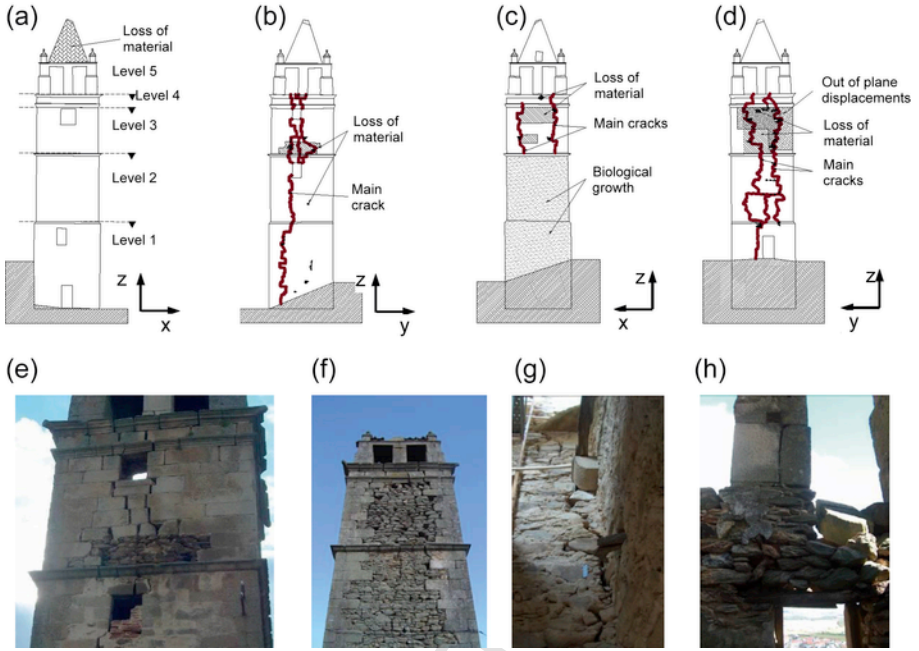 (a)
(b)
(c)
(d)
Loss of
material
Level 5
Level 4
Level 3
Level 2
Level 1
z
x
Loss of
material
Main
crack
z
y
Loss of
material
Main cracks
Biological
growth
z
x
Out of plane
displacements
Loss of
material
Main
cracks
z
y
(e)
(f)
(g)
(h)